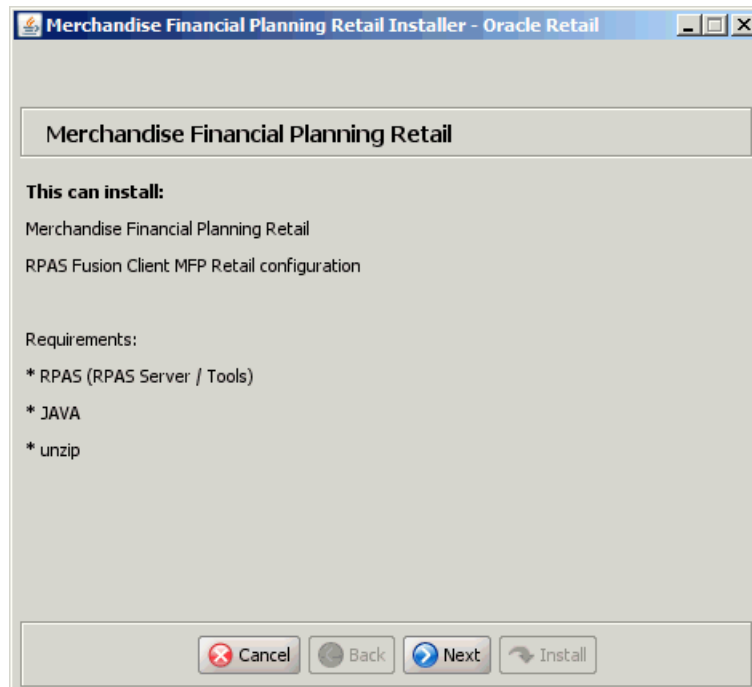 Merchandise Financial Planning Retail Installer - Oracle Retail
Merchandise Financial Planning Retail
This can install:
Merchandise Financial Planning Retail
RPAS Fusion Client MFP Retail configuration
Requirements:
* RPAS (RPAS Server / Tools)
* JAVA
* unzip
Cancel Back Next Install